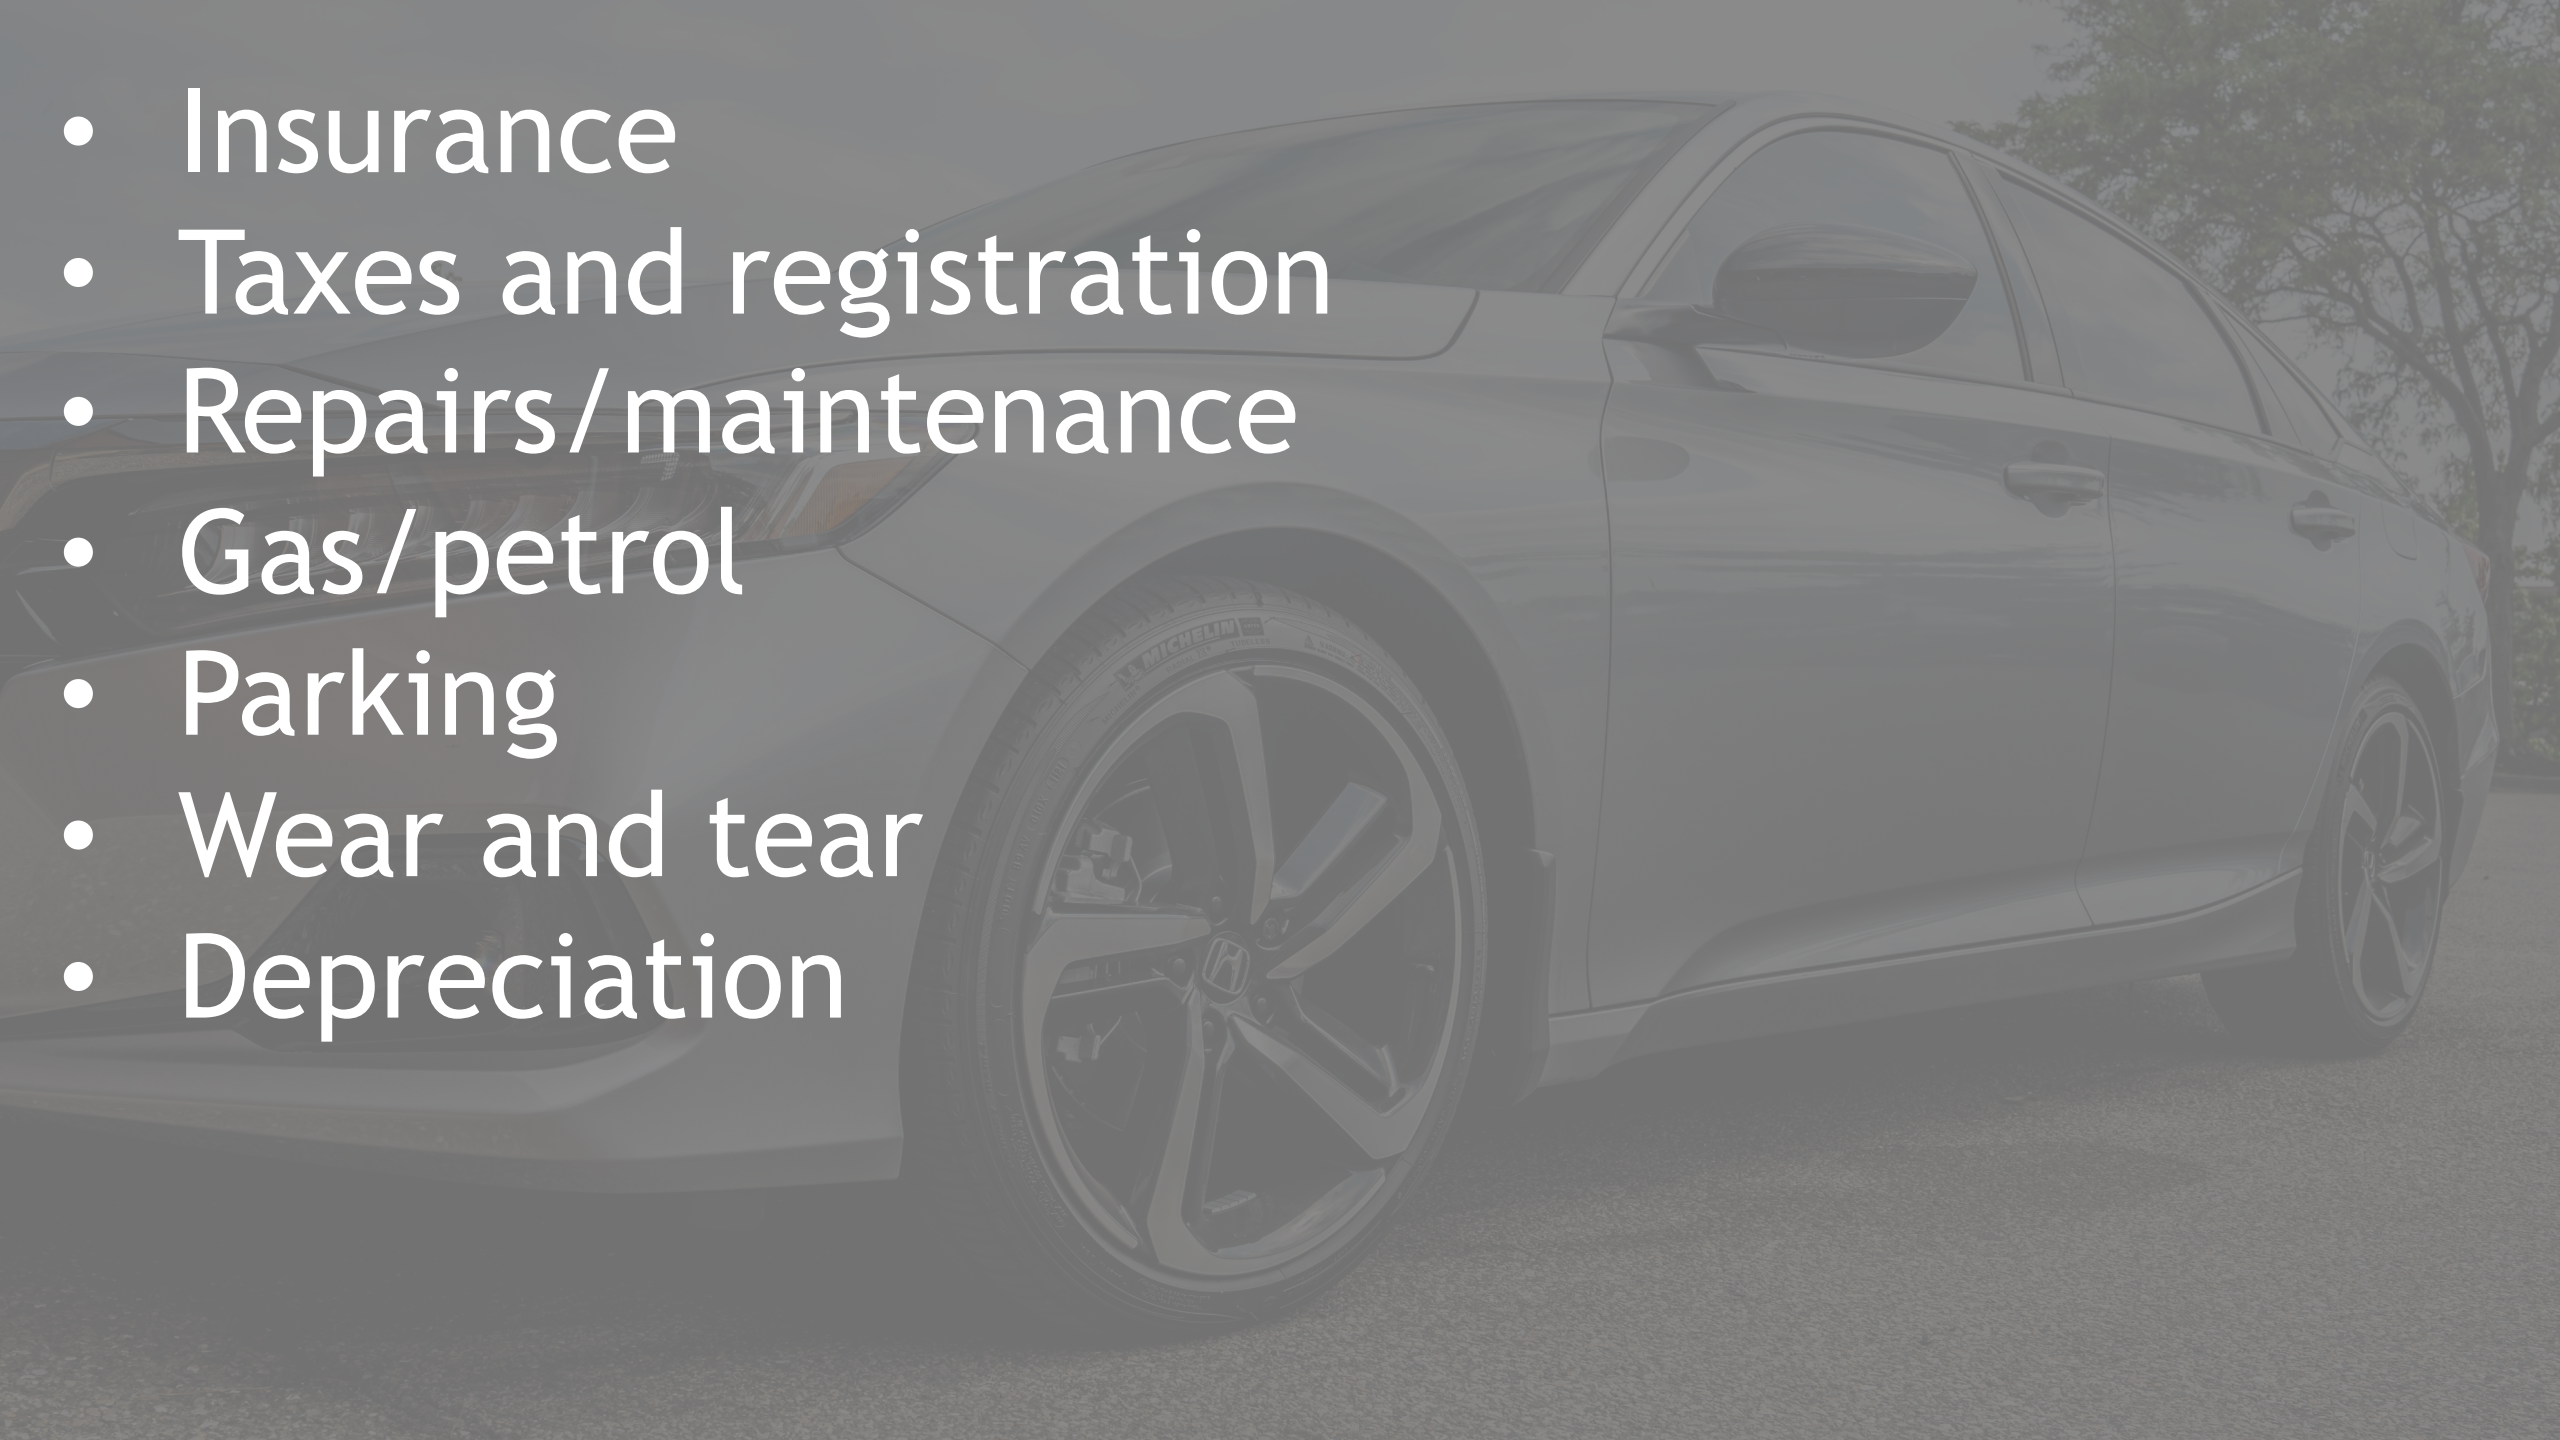 • Insurance
• Taxes and registration
• Repairs/maintenance
• Gas/petrol
• Parking
• Wear and tear
• Depreciation
MICHELIN